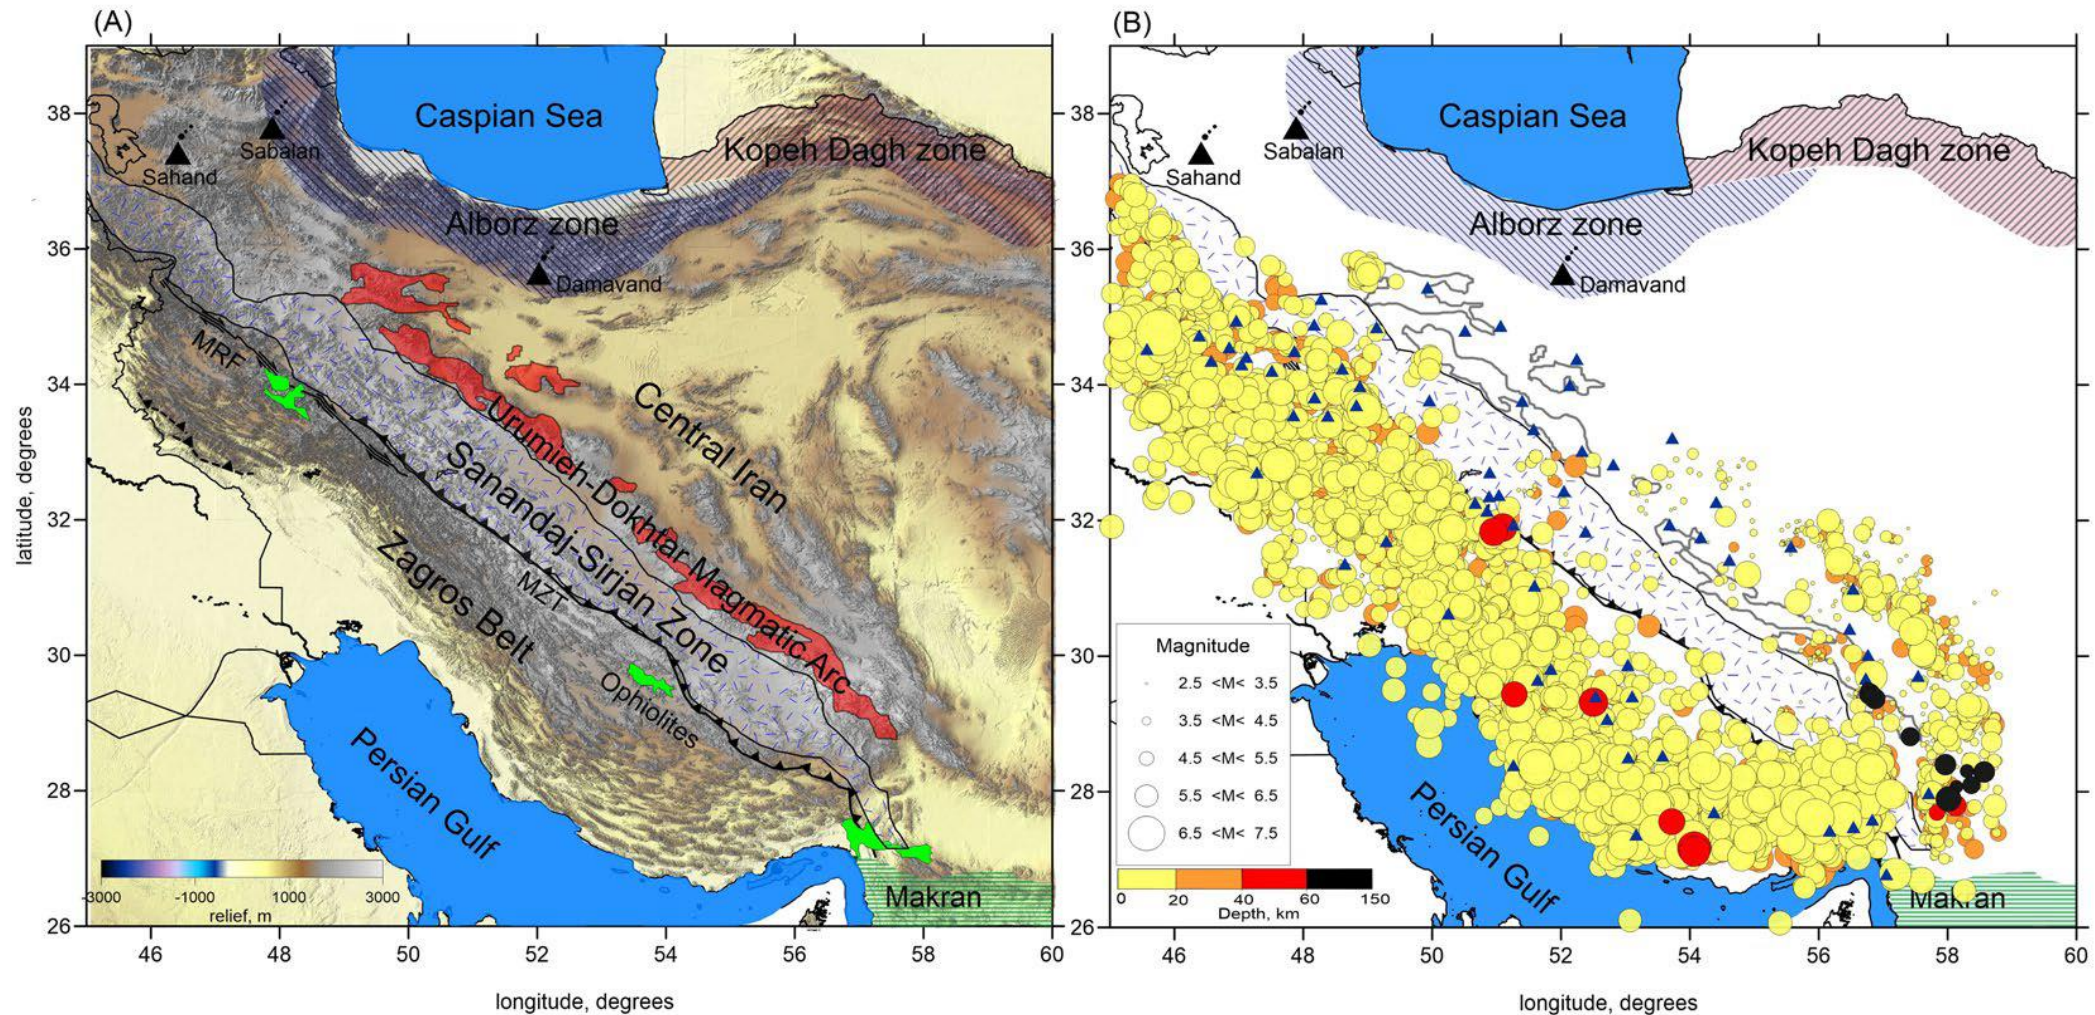 (A)
38
36
34
32
30
28
26
latitude, degrees
46
48
50
52
54
56
58
60
longitude, degrees
Caspian Sea
Kopeh Dagh zone
Sabalan
Sahand
Alborz zone
Damavand
MRF
Central Iran
Urumieh-Dokhtar Magmatic Arc
Sanandaj-Sirjan Zone
MZT
Zagros Belt
Ophiolites
Persian Gulf
Makran
-3000
-1000
1000
3000
relief, m
(B)
38
36
34
32
30
28
26
46
48
50
52
54
56
58
60
longitude, degrees
Caspian Sea
Kopeh Dagh zone
Sabalan
Sahand
Alborz zone
Damavand
Persian Gulf
Makran
Magnitude
2.5 <M< 3.5
3.5 <M< 4.5
4.5 <M< 5.5
5.5 <M< 6.5
6.5 <M< 7.5
0
20
40
60
150
Depth, km